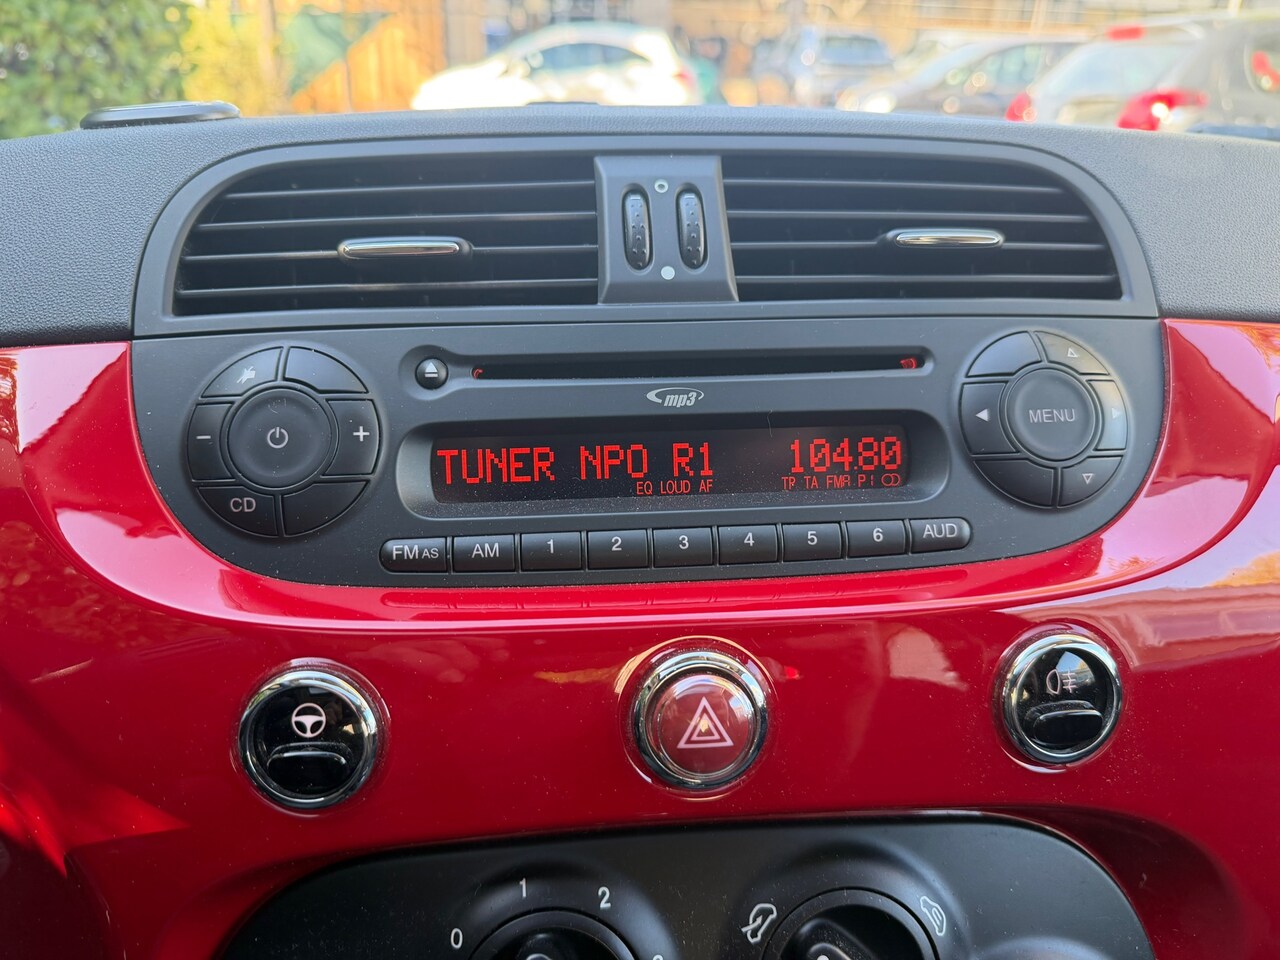 mp3
TUNER NPO R1 104.80
EQ LOUD AF TP TA FMA P1
- +
MENU
CD
FM AS AM 1 2 3 4 5 6 AUD
0 1 2